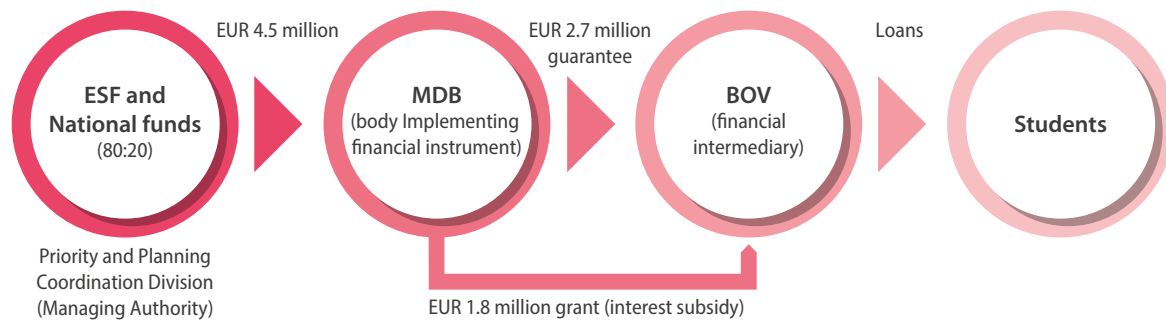 EUR 4.5 million
EUR 2.7 million
guarantee
Loans
ESF and
National funds
(80:20)
MDB
(body Implementing
financial instrument)
BOV
(financial
intermediary)
Students
Priority and Planning
Coordination Division
(Managing Authority)
EUR 1.8 million grant (interest subsidy)